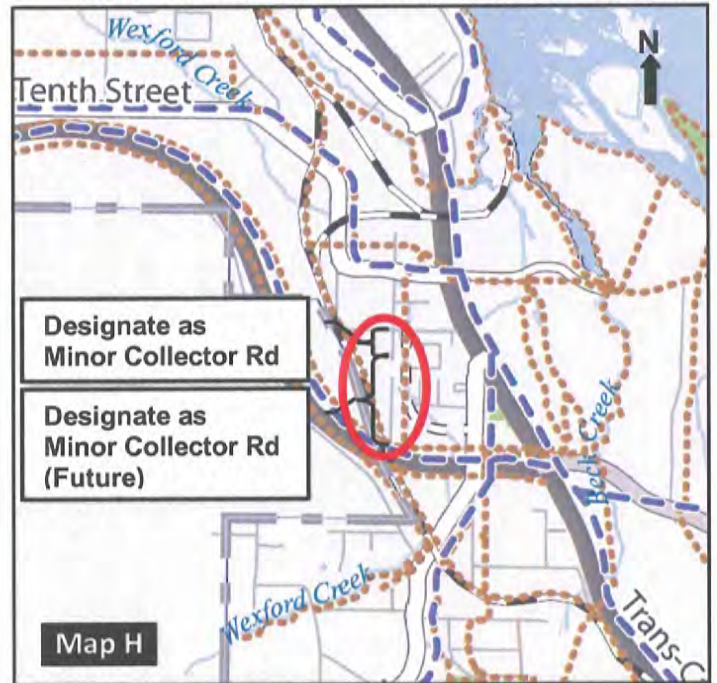 Wexford Creek
N
Tenth Street
Designate as
Minor Collector Rd
Designate as
Minor Collector Rd
(Future)
Beck Creek
Wexford Creek
Trans-C
Map H